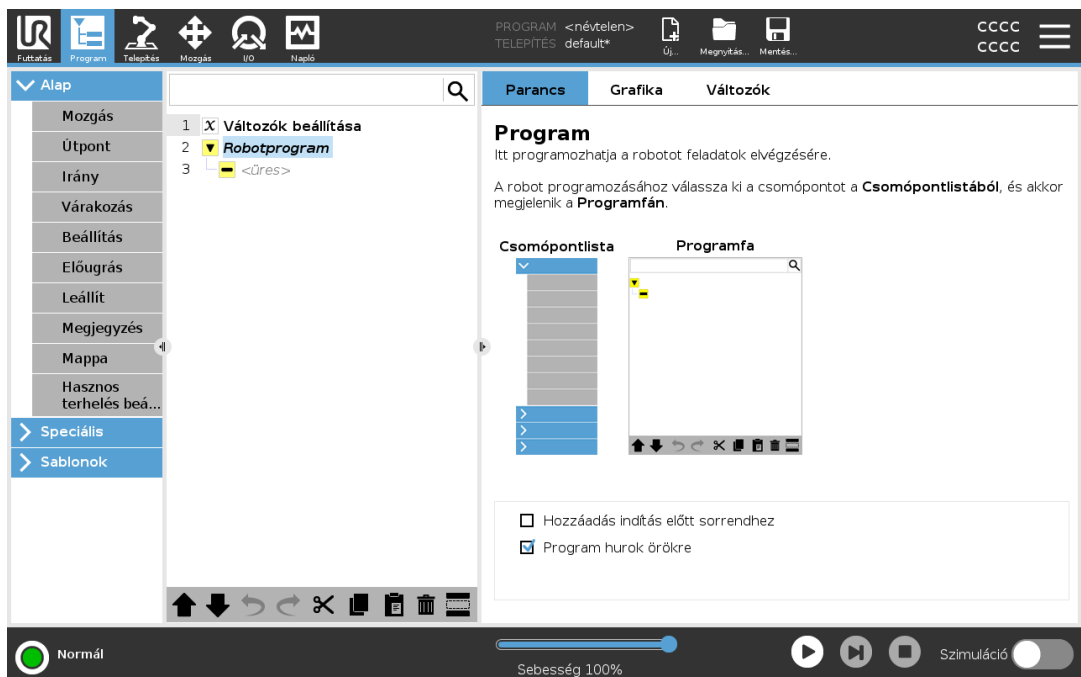 UR
Futtatás
Program
Telepítés
Mozgás
I/O
Napló
PROGRAM <névtelen>
TELEPÍTÉS default*
Új...
Megnyitás...
Mentés...
CCCC
CCCC
Alap
Mozgás
Útpont
Irány
Várakozás
Beállítás
Előugrás
Leállít
Megjegyzés
Mappa
Hasznos
terhelés beá...
Speciális
Sablonok
1 X Változók beállítása
2 Robotprogram
3 <üres>
Parancs Grafika Változók
Program
Itt programozhatja a robotot feladatok elvégzésére.
A robot programozásához válassza ki a csomópontot a Csomópontlistából, és akkor
megjelenik a Programfán.
Csomópontlista Programfa
Hozzáadás indítás előtt sorrendhez
Program hurok örökre
Normál
Sebesség 100%
Szimuláció